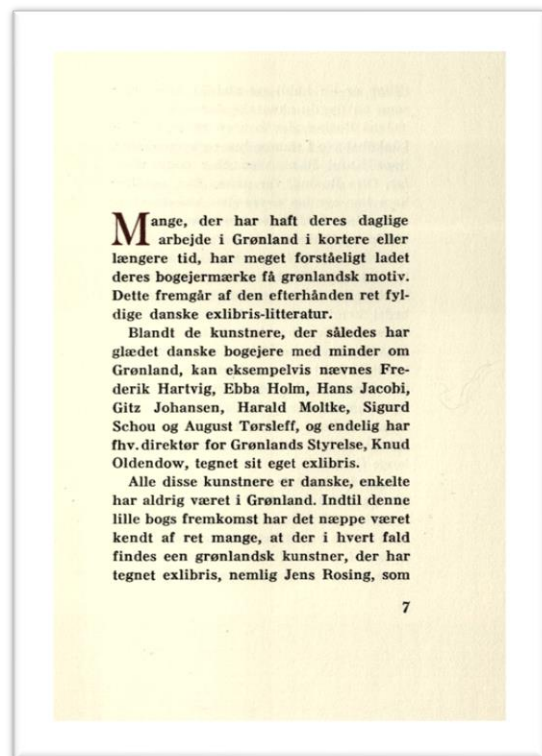 Mange, der har haft deres daglige
arbejde i Grønland i kortere eller
længere tid, har meget forståeligt ladet
deres bogejermærke få grønlandsk motiv.
Dette fremgår af den efterhånden ret fyl-
dige danske exlibris-litteratur.
Blandt de kunstnere, der således har
glædet danske bogejere med minder om
Grønland, kan eksempelvis nævnes Fre-
derik Hartvig, Ebba Holm, Hans Jacobi,
Gitz Johansen, Harald Moltke, Sigurd
Schou og August Tørsleff, og endelig har
fhv. direktør for Grønlands Styrelse, Knud
Oldendow, tegnet sit eget exlibris.
Alle disse kunstnere er danske, enkelte
har aldrig været i Grønland. Indtil denne
lille bogs fremkomst har det næppe været
kendt af ret mange, at der i hvert fald
findes een grønlandsk kunstner, der har
tegnet exlibris, nemlig Jens Rosing, som
7